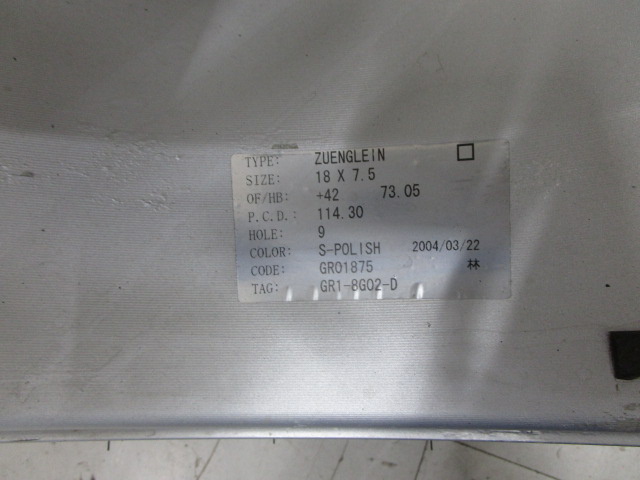 TYPE: ZUENGLEIN □
SIZE: 18 X 7.5
OF/HB: +42 73.05
P.C.D.: 114.30
HOLE: 9
COLOR: S-POLISH 2004/03/22
CODE: GR01875 林
TAG: GR1-8G02-D